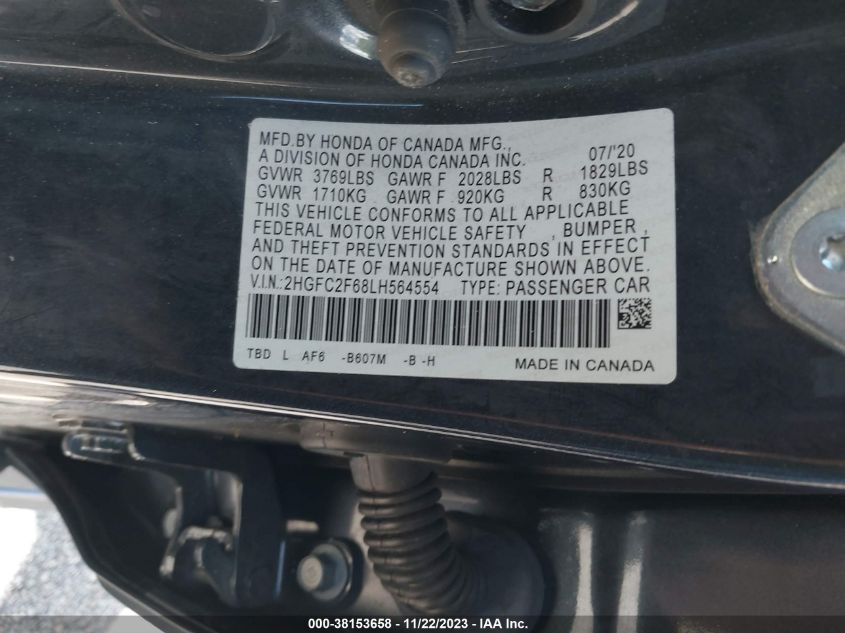 MFD.BY HONDA OF CANADA MFG.,
A DIVISION OF HONDA CANADA INC. 07/'20
GVWR 3769LBS GAWR F 2028LBS R 1829LBS
GVWR 1710KG GAWR F 920KG R 830KG
THIS VEHICLE CONFORMS TO ALL APPLICABLE
FEDERAL MOTOR VEHICLE SAFETY , BUMPER ,
AND THEFT PREVENTION STANDARDS IN EFFECT
ON THE DATE OF MANUFACTURE SHOWN ABOVE.
V.I.N.:2HGFC2F68LH564554 TYPE: PASSENGER CAR
TBD L AF6 -B607M -B -H MADE IN CANADA
000-38153658 - 11/22/2023 - IAA Inc.